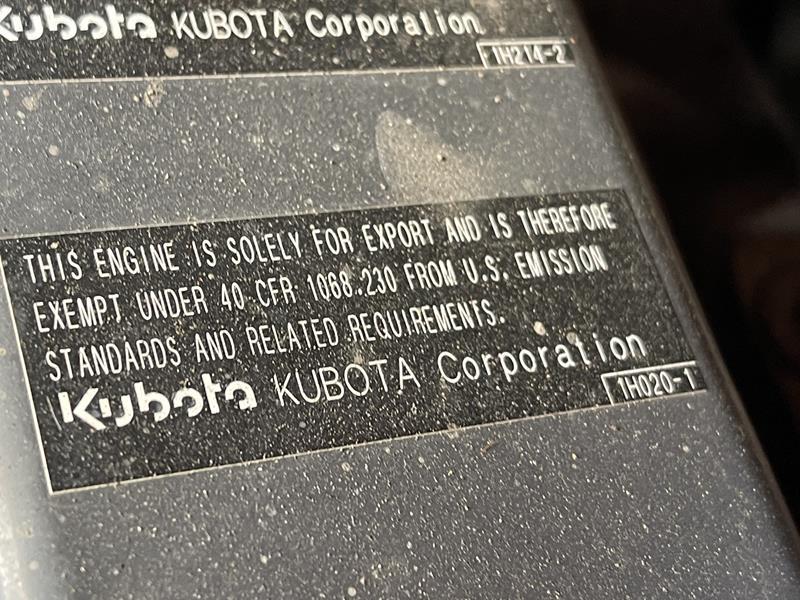 Kubota KUBOTA Corporation
1H214-2
THIS ENGINE IS SOLELY FOR EXPORT AND IS THEREFORE
EXEMPT UNDER 40 CFR 1068.230 FROM U.S. EMISSION
STANDARDS AND RELATED REQUIREMENTS.
Kubota KUBOTA Corporation
1H020-1